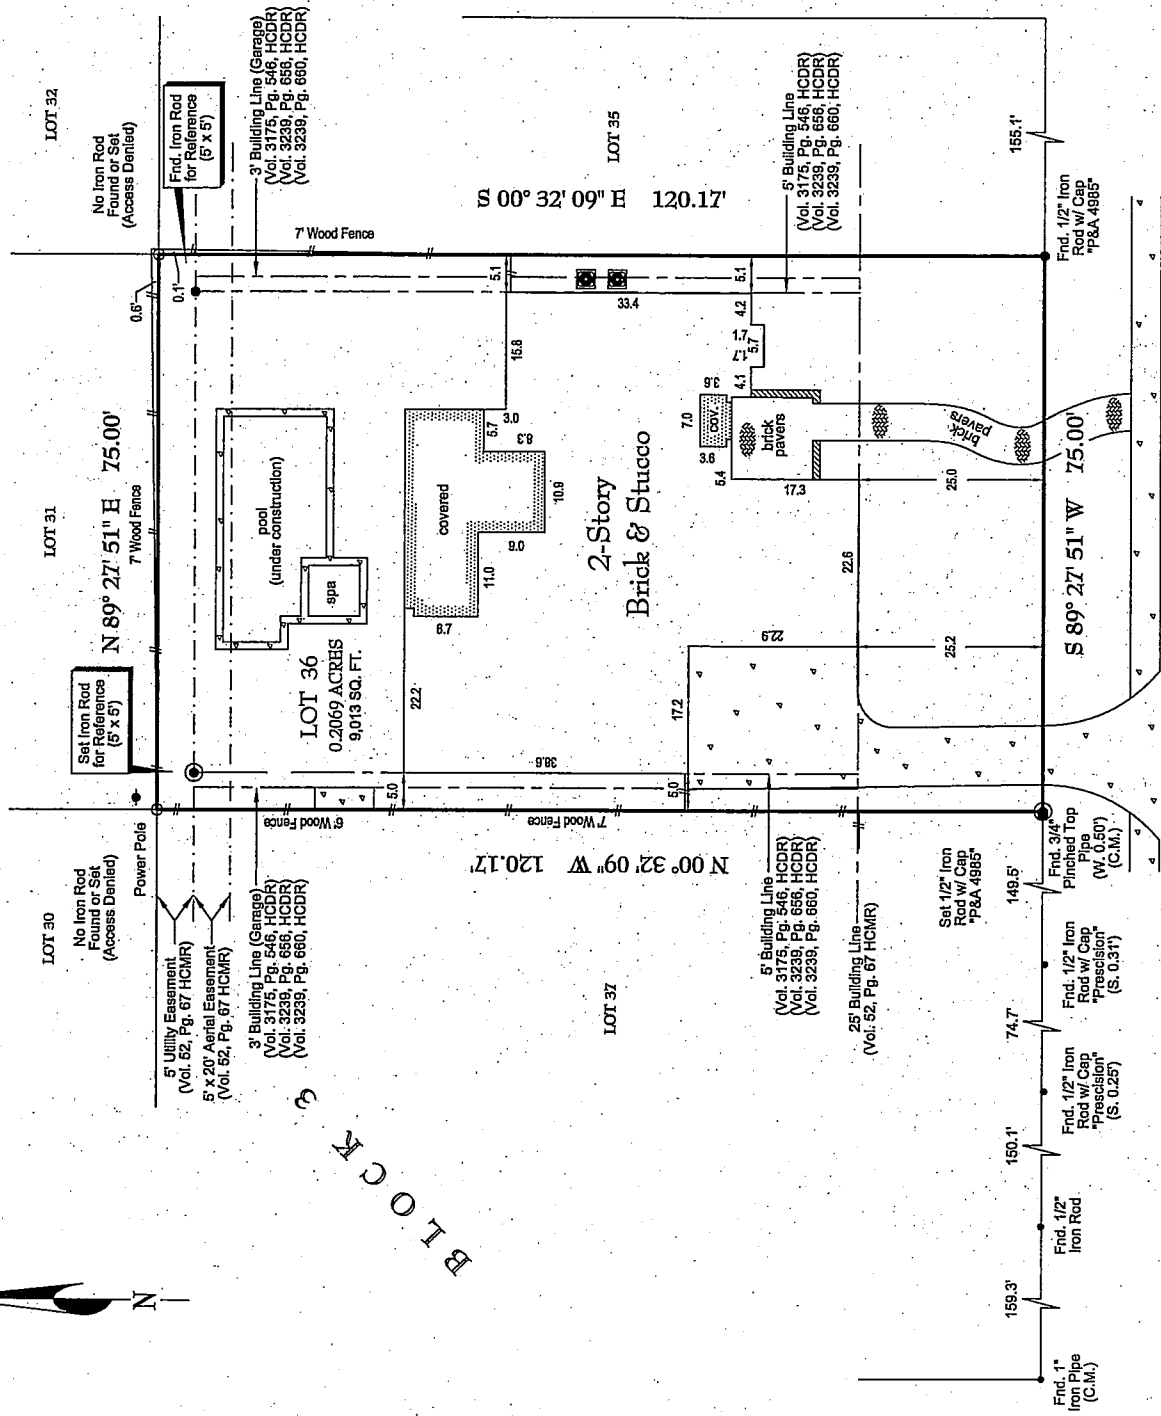 LOT 32
No Iron Rod
Found or Set
(Access Denied)
Fnd. Iron Rod
for Reference
(5' x 5')
3' Building Line (Garage)
(Vol. 3175, Pg. 546, HCDR)
(Vol. 3239, Pg. 656, HCDR)
(Vol. 3239, Pg. 660, HCDR)
LOT 35
S 00° 32' 09" E 120.17'
5' Building Line
(Vol. 3175, Pg. 546, HCDR)
(Vol. 3239, Pg. 656, HCDR)
(Vol. 3239, Pg. 660, HCDR)
155.1'
Fnd. 1/2" Iron
Rod w/ Cap
"P&A 4985"
0.6'
0.1'
7' Wood Fence
5.1
33.4
5.1
15.8
4.2
1.7
5.7
1.7
4.1
LOT 31
N 89° 27' 51" E 75.00'
7' Wood Fence
pool
(under construction)
spa
covered
3.0
5.7
8.3
10.9
9.0
11.0
6.7
2-Story
Brick & Stucco
7.0
cov.
3.6
3.6
5.4
brick
pavers
17.3
brick
pavers
25.0
22.6
S 89° 27' 51" W 75.00'
Set Iron Rod
for Reference
(5' x 5')
LOT 36
0.2069 ACRES
9,013 SQ. FT.
22.2
22.9
17.2
25.2
38.6
5.0
5.0
6' Wood Fence
7' Wood Fence
N 00° 32' 09" W 120.17'
LOT 30
No Iron Rod
Found or Set
(Access Denied)
Power Pole
5' Utility Easement
(Vol. 52, Pg. 67 HCMR)
5' x 20' Aerial Easement
(Vol. 52, Pg. 67 HCMR)
3' Building Line (Garage)
(Vol. 3175, Pg. 546, HCDR)
(Vol. 3239, Pg. 656, HCDR)
(Vol. 3239, Pg. 660, HCDR)
LOT 37
5' Building Line
(Vol. 3175, Pg. 546, HCDR)
(Vol. 3239, Pg. 656, HCDR)
(Vol. 3239, Pg. 660, HCDR)
25' Building Line
(Vol. 52, Pg. 67 HCMR)
Set 1/2" Iron
Rod w/ Cap
"P&A 4985"
Fnd. 3/4"
Pinched Top
Pipe
(W. 0.50')
(C.M.)
149.5'
Fnd. 1/2" Iron
Rod w/ Cap
"Prescision"
(S. 0.31')
74.7'
Fnd. 1/2" Iron
Rod w/ Cap
"Prescision"
(S. 0.25')
150.1'
Fnd. 1/2"
Iron Rod
159.3'
Fnd. 1"
Iron Pipe
(C.M.)
BLOCK 3
N